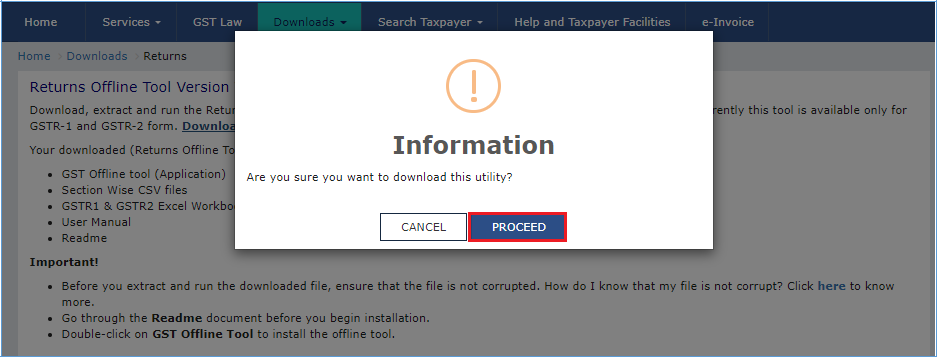 Home Services GST Law Downloads Search Taxpayer Help and Taxpayer Facilities e-Invoice
Home > Downloads > Returns
Returns Offline Tool Version
Download, extract and run the Retur rently this tool is available only for
GSTR-1 and GSTR-2 form. Downloa
Your downloaded (Returns Offline To
• GST Offline tool (Application)
• Section Wise CSV files
• GSTR1 & GSTR2 Excel Workbo
• User Manual
• Readme
Information
Are you sure you want to download this utility?
CANCEL PROCEED
Important!
• Before you extract and run the downloaded file, ensure that the file is not corrupted. How do I know that my file is not corrupt? Click here to know
more.
• Go through the Readme document before you begin installation.
• Double-click on GST Offline Tool to install the offline tool.